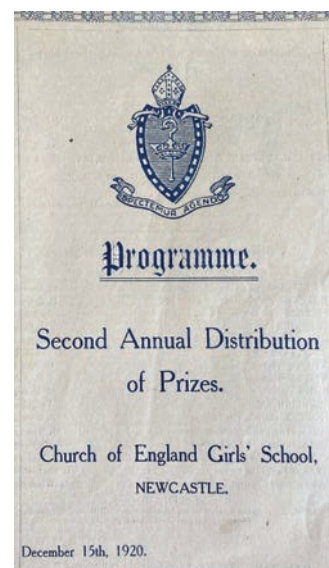 SPECTEMUR AGENDO
Programme.
Second Annual Distribution
of Prizes.
Church of England Girls' School,
NEWCASTLE.
December 15th, 1920.